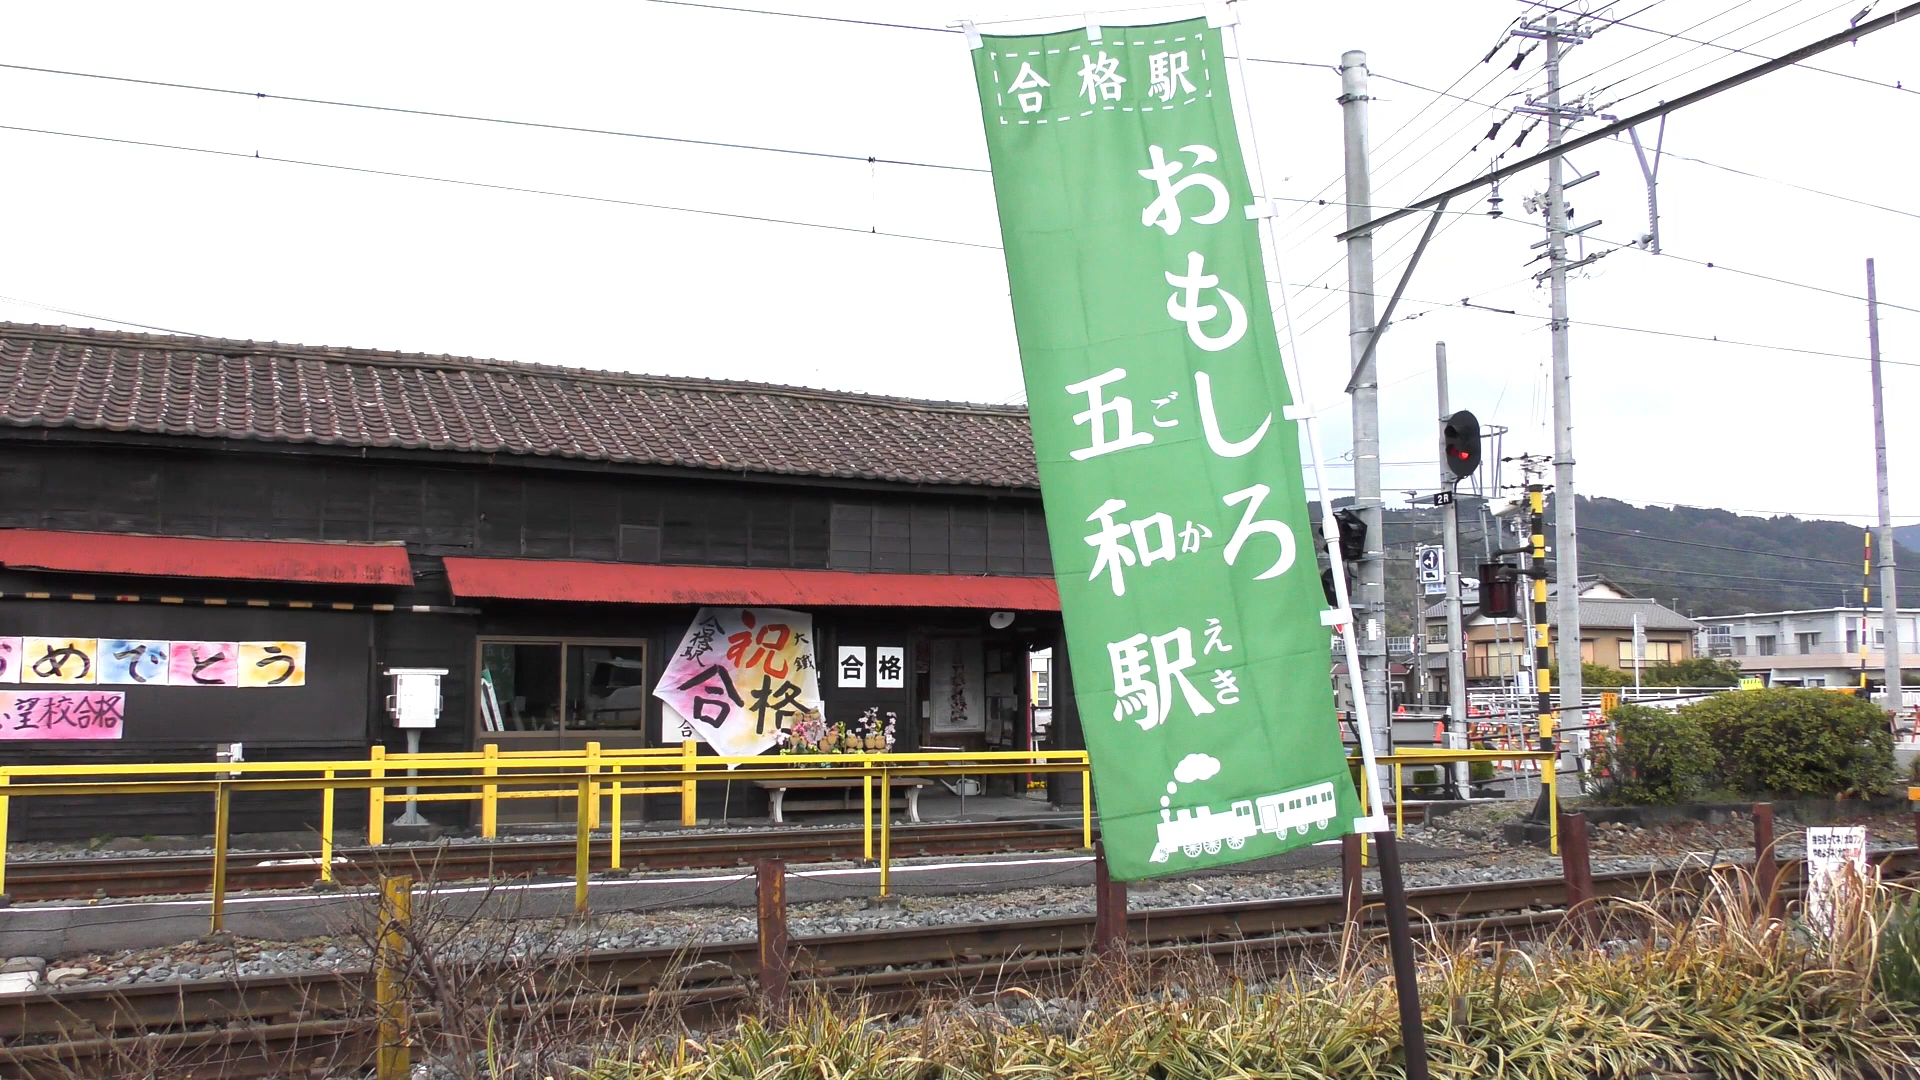 合格駅
おもしろ
五和駅
ごかえき
めでとう
望校合格
合格駅
祝
合格
大鐵
合格
合
2R